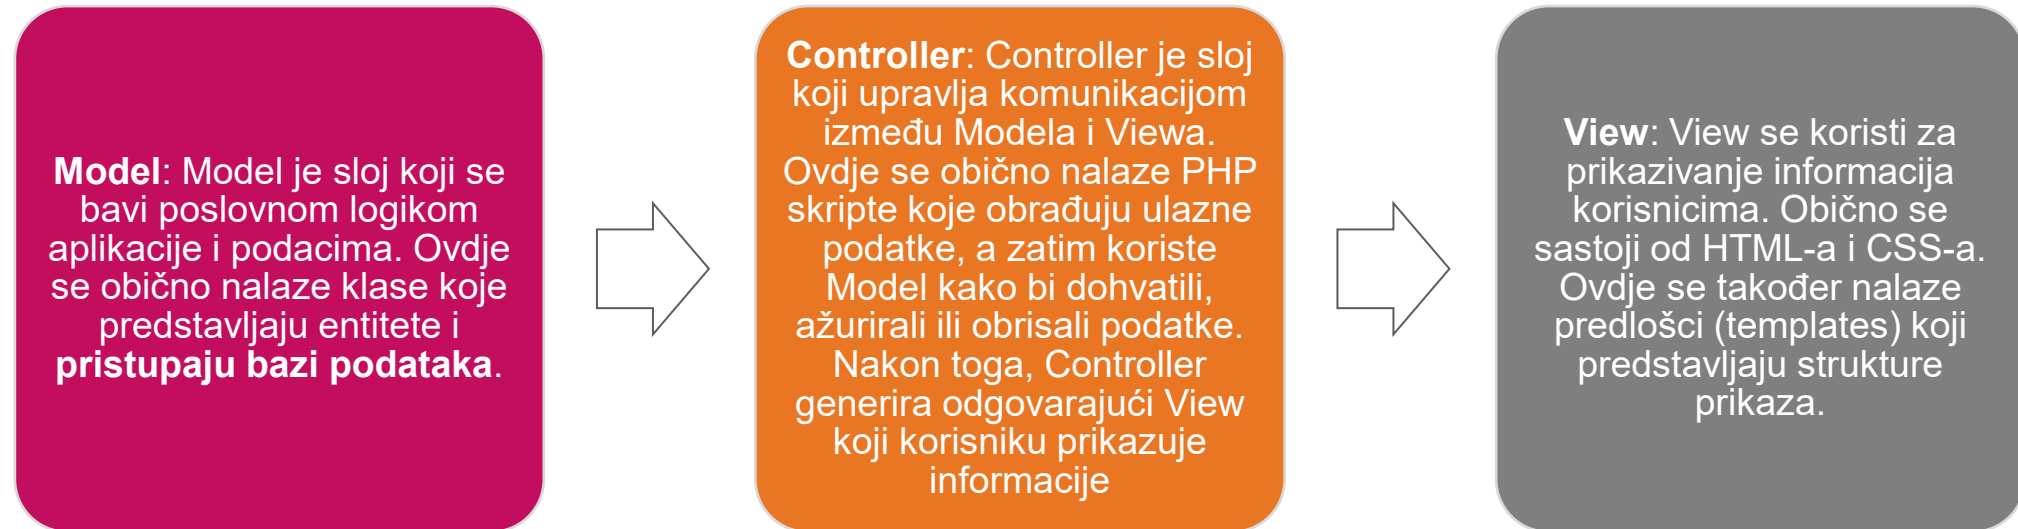 Model: Model je sloj koji se
bavi poslovnom logikom
aplikacije i podacima. Ovdje
se obično nalaze klase koje
predstavljaju entitete i
pristupaju bazi podataka.
Controller: Controller je sloj
koji upravlja komunikacijom
između Modela i Viewa.
Ovdje se obično nalaze PHP
skripte koje obrađuju ulazne
podatke, a zatim koriste
Model kako bi dohvatili,
ažurirali ili obrisali podatke.
Nakon toga, Controller
generira odgovarajući View
koji korisniku prikazuje
informacije
View: View se koristi za
prikazivanje informacija
korisnicima. Obično se
sastoji od HTML-a i CSS-a.
Ovdje se također nalaze
predlošci (templates) koji
predstavljaju strukture
prikaza.